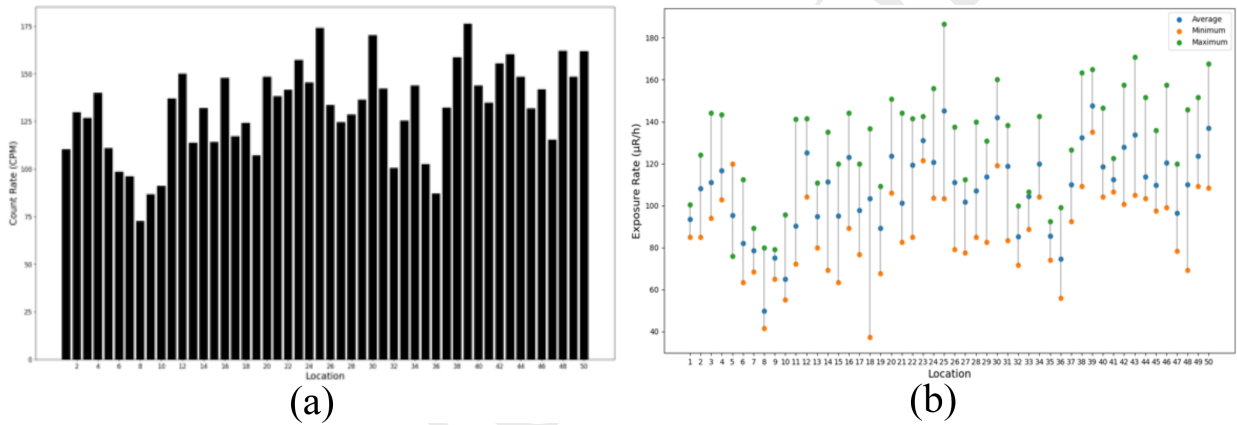 175
150
125
100
75
50
25
0
Count Rate (CPM)
2 4 6 8 10 12 14 16 18 20 22 24 26 28 30 32 34 36 38 40 42 44 46 48 50
Location
(a)
Average
Minimum
Maximum
180
160
140
120
100
80
60
40
Exposure Rate (μR/h)
1 2 3 4 5 6 7 8 9 10 11 12 13 14 15 16 17 18 19 20 21 22 23 24 25 26 27 28 29 30 31 32 33 34 35 36 37 38 39 40 41 42 43 44 45 46 47 48 49 50
Location
(b)